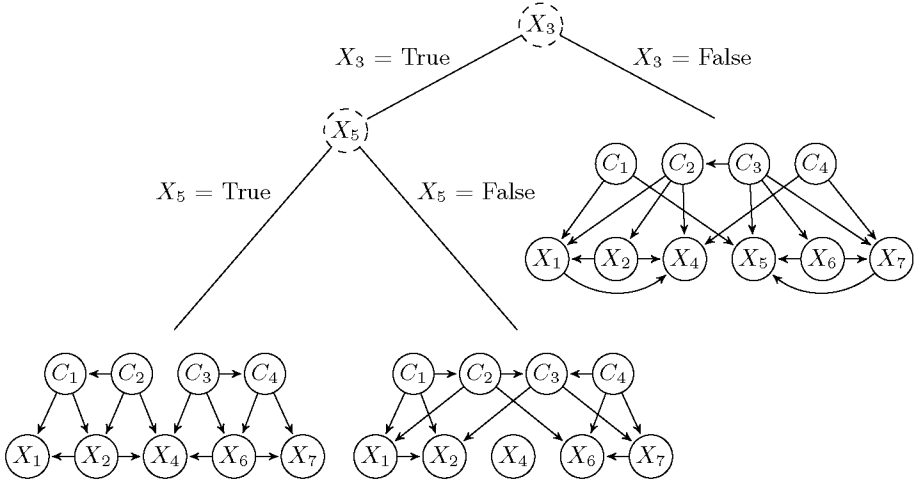 X₃
X₃ = True
X₃ = False
X₅
X₅ = True
X₅ = False
C₁ C₂ C₃ C₄
X₁ X₂ X₄ X₅ X₆ X₇
C₁ C₂ C₃ C₄
X₁ X₂ X₄ X₆ X₇
C₁ C₂ C₃ C₄
X₁ X₂ X₄ X₆ X₇